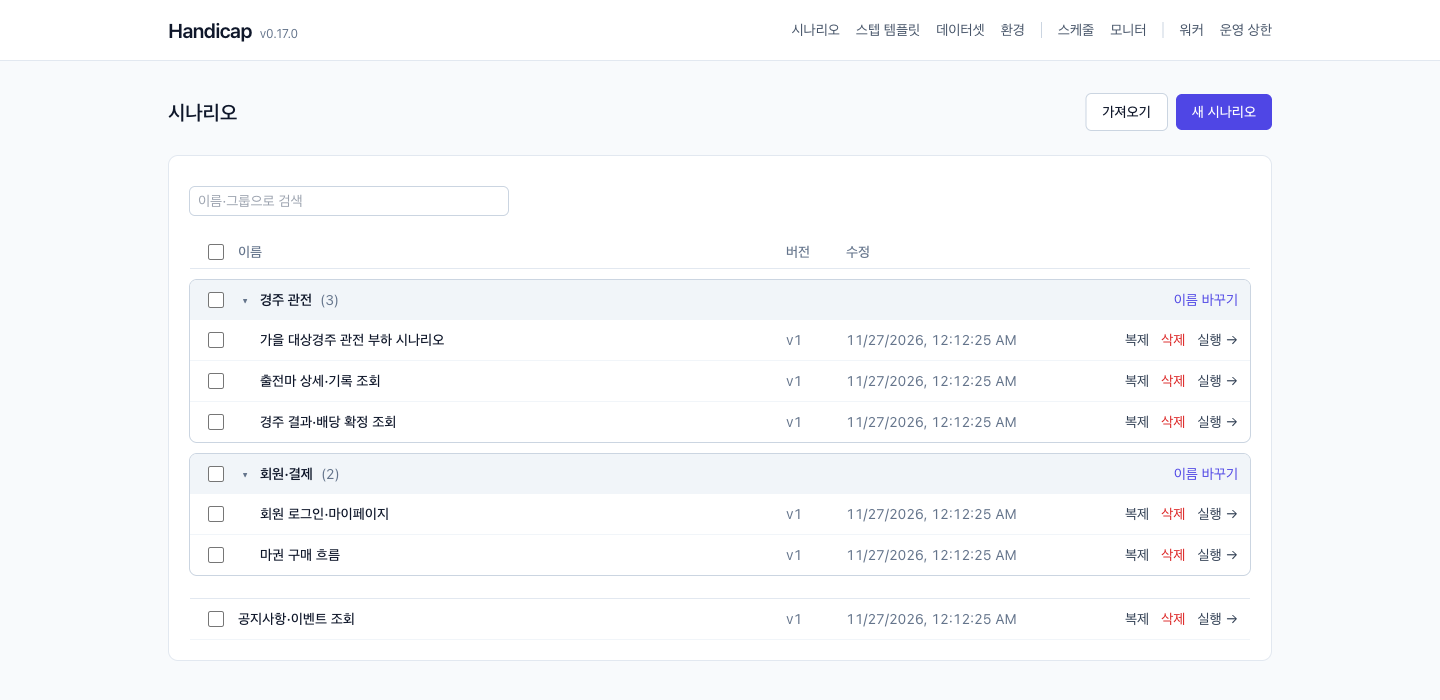 Handicap v0.17.0 시나리오 스텝 템플릿 데이터셋 환경 스케줄 모니터 워커 운영 상한
시나리오 가져오기 새 시나리오
이름·그룹으로 검색
이름 버전 수정
▾ 경주 관전 (3) 이름 바꾸기
가을 대상경주 관전 부하 시나리오 v1 11/27/2026, 12:12:25 AM 복제 삭제 실행 →
출전마 상세·기록 조회 v1 11/27/2026, 12:12:25 AM 복제 삭제 실행 →
경주 결과·배당 확정 조회 v1 11/27/2026, 12:12:25 AM 복제 삭제 실행 →
▾ 회원·결제 (2) 이름 바꾸기
회원 로그인·마이페이지 v1 11/27/2026, 12:12:25 AM 복제 삭제 실행 →
마권 구매 흐름 v1 11/27/2026, 12:12:25 AM 복제 삭제 실행 →
공지사항·이벤트 조회 v1 11/27/2026, 12:12:25 AM 복제 삭제 실행 →